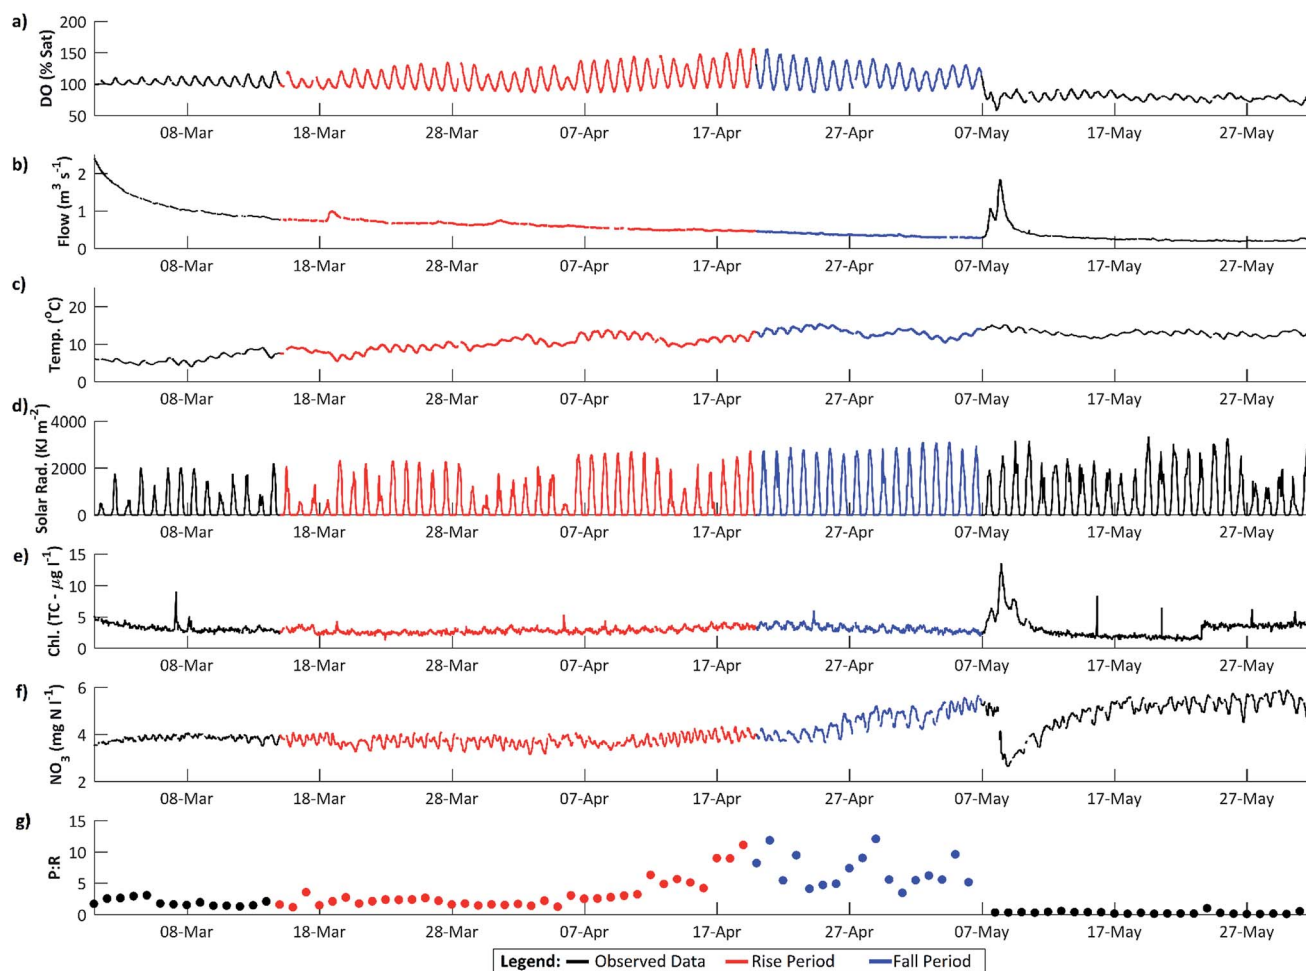 a)
DO (% Sat)
200
150
100
50
08-Mar 18-Mar 28-Mar 07-Apr 17-Apr 27-Apr 07-May 17-May 27-May
b)
Flow (m³ s⁻¹)
2
1
0
08-Mar 18-Mar 28-Mar 07-Apr 17-Apr 27-Apr 07-May 17-May 27-May
c)
Temp. (°C)
20
10
0
08-Mar 18-Mar 28-Mar 07-Apr 17-Apr 27-Apr 07-May 17-May 27-May
d)
Solar Rad. (KJ m⁻²)
4000
2000
0
08-Mar 18-Mar 28-Mar 07-Apr 17-Apr 27-Apr 07-May 17-May 27-May
e)
Chl. (TC - μg l⁻¹)
15
10
5
0
08-Mar 18-Mar 28-Mar 07-Apr 17-Apr 27-Apr 07-May 17-May 27-May
f)
NO₃ (mg N l⁻¹)
6
4
2
08-Mar 18-Mar 28-Mar 07-Apr 17-Apr 27-Apr 07-May 17-May 27-May
g)
P:R
15
10
5
0
08-Mar 18-Mar 28-Mar 07-Apr 17-Apr 27-Apr 07-May 17-May 27-May
Legend: Observed Data Rise Period Fall Period